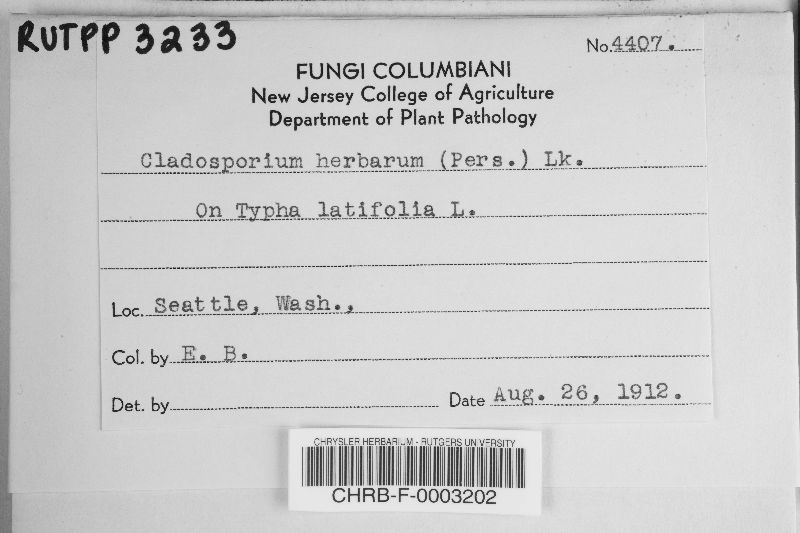 RUTPP 3233
No. 4407.
FUNGI COLUMBIANI
New Jersey College of Agriculture
Department of Plant Pathology
Cladosporium herbarum (Pers.) Lk.
On Typha latifolia L.
Loc. Seattle, Wash.,
Col. by E. B.
Det. by
Date Aug. 26, 1912.
CHRYSLER HERBARIUM - RUTGERS UNIVERSITY
CHRB-F-0003202